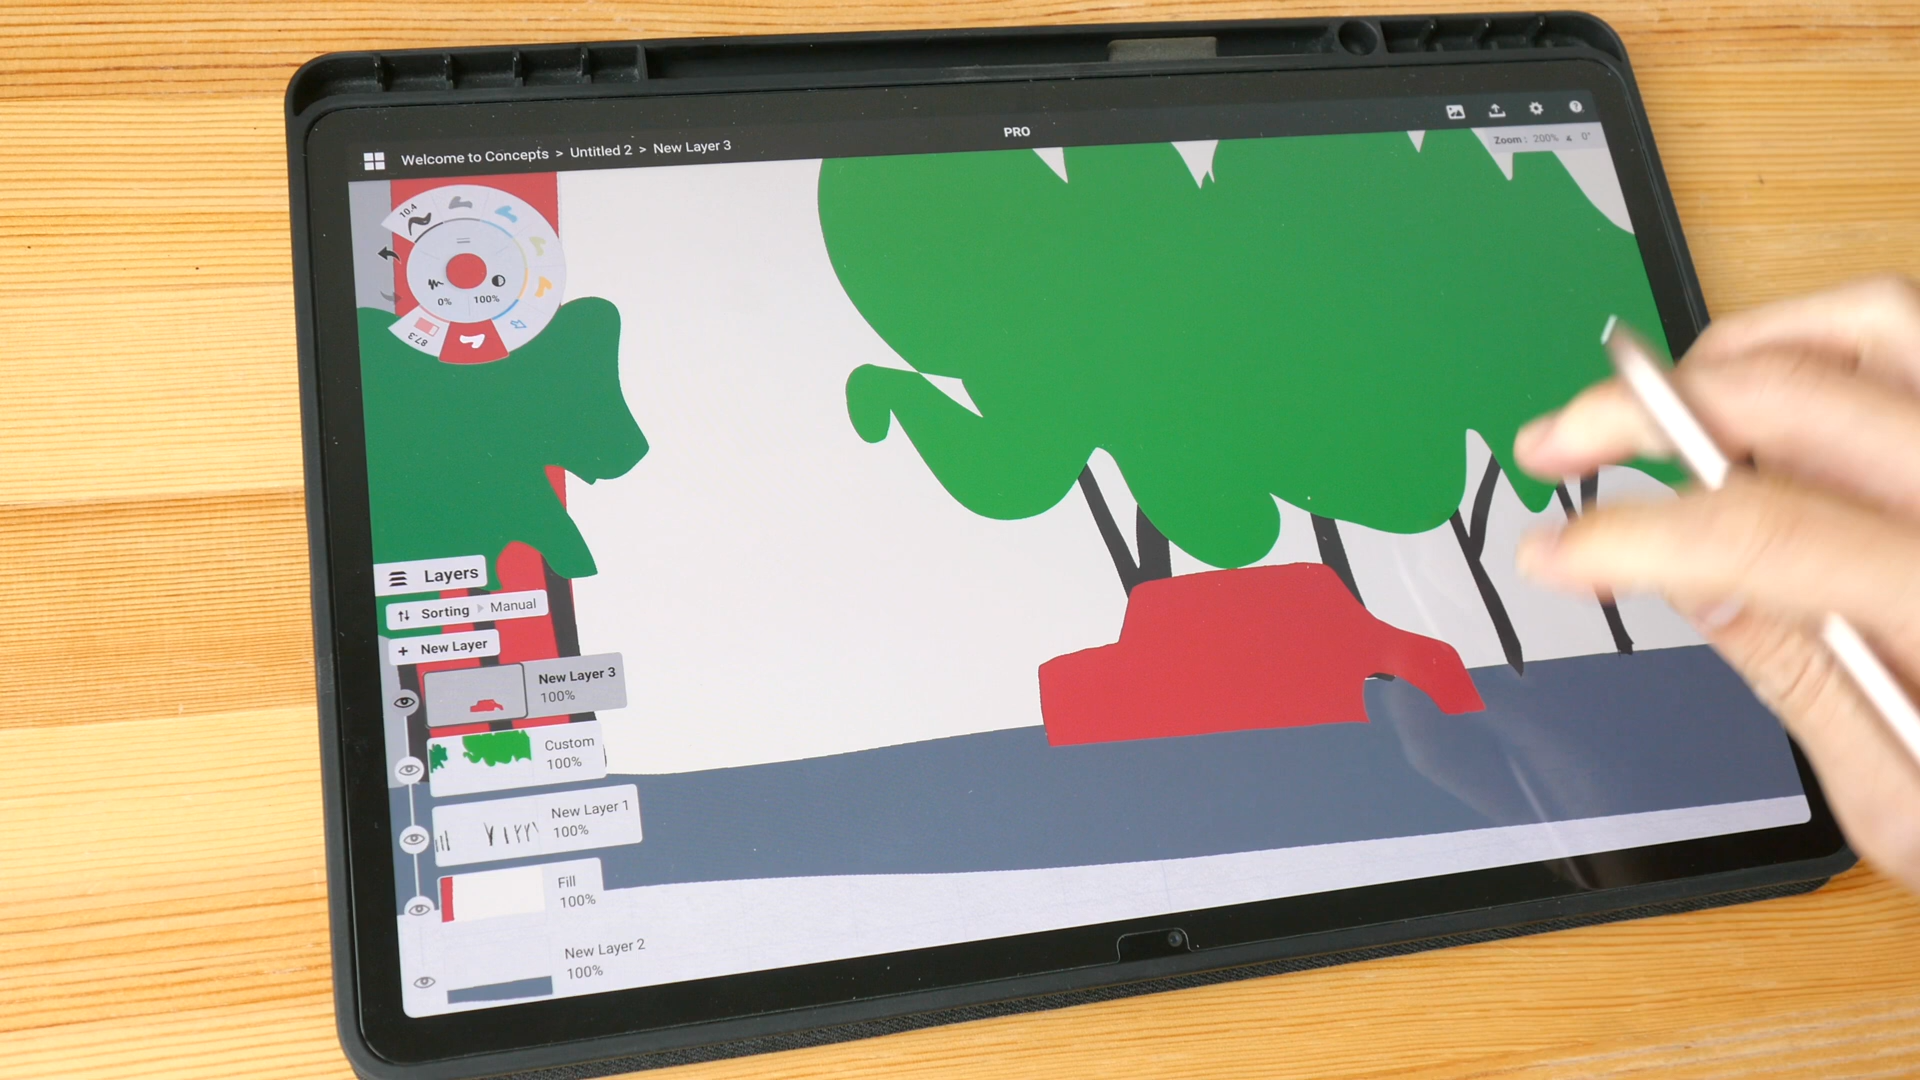 PRO
Welcome to Concepts > Untitled 2 > New Layer 3
Zoom: 200% 0°
10.4
0% 100%
87.3
Layers
Sorting Manual
+ New Layer
New Layer 3
100%
Custom
100%
New Layer 1
100%
Fill
100%
New Layer 2
100%